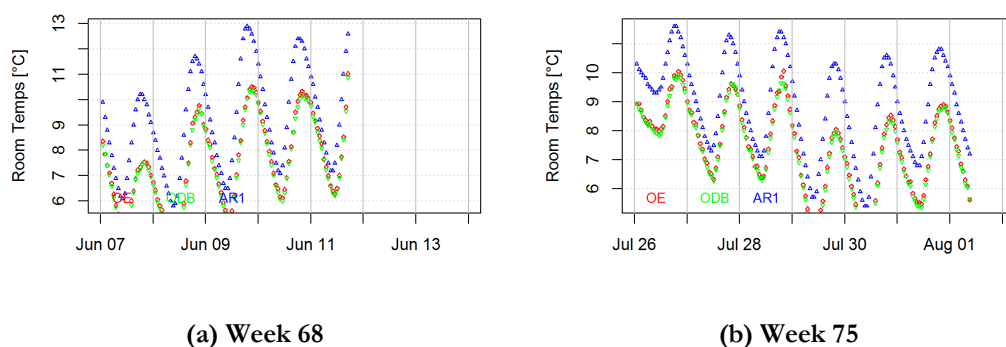 Room Temps [°C]
13
11
9
8
7
6
OE ODB AR1
Jun 07 Jun 09 Jun 11 Jun 13
(a) Week 68
Room Temps [°C]
10
9
8
7
6
OE ODB AR1
Jul 26 Jul 28 Jul 30 Aug 01
(b) Week 75